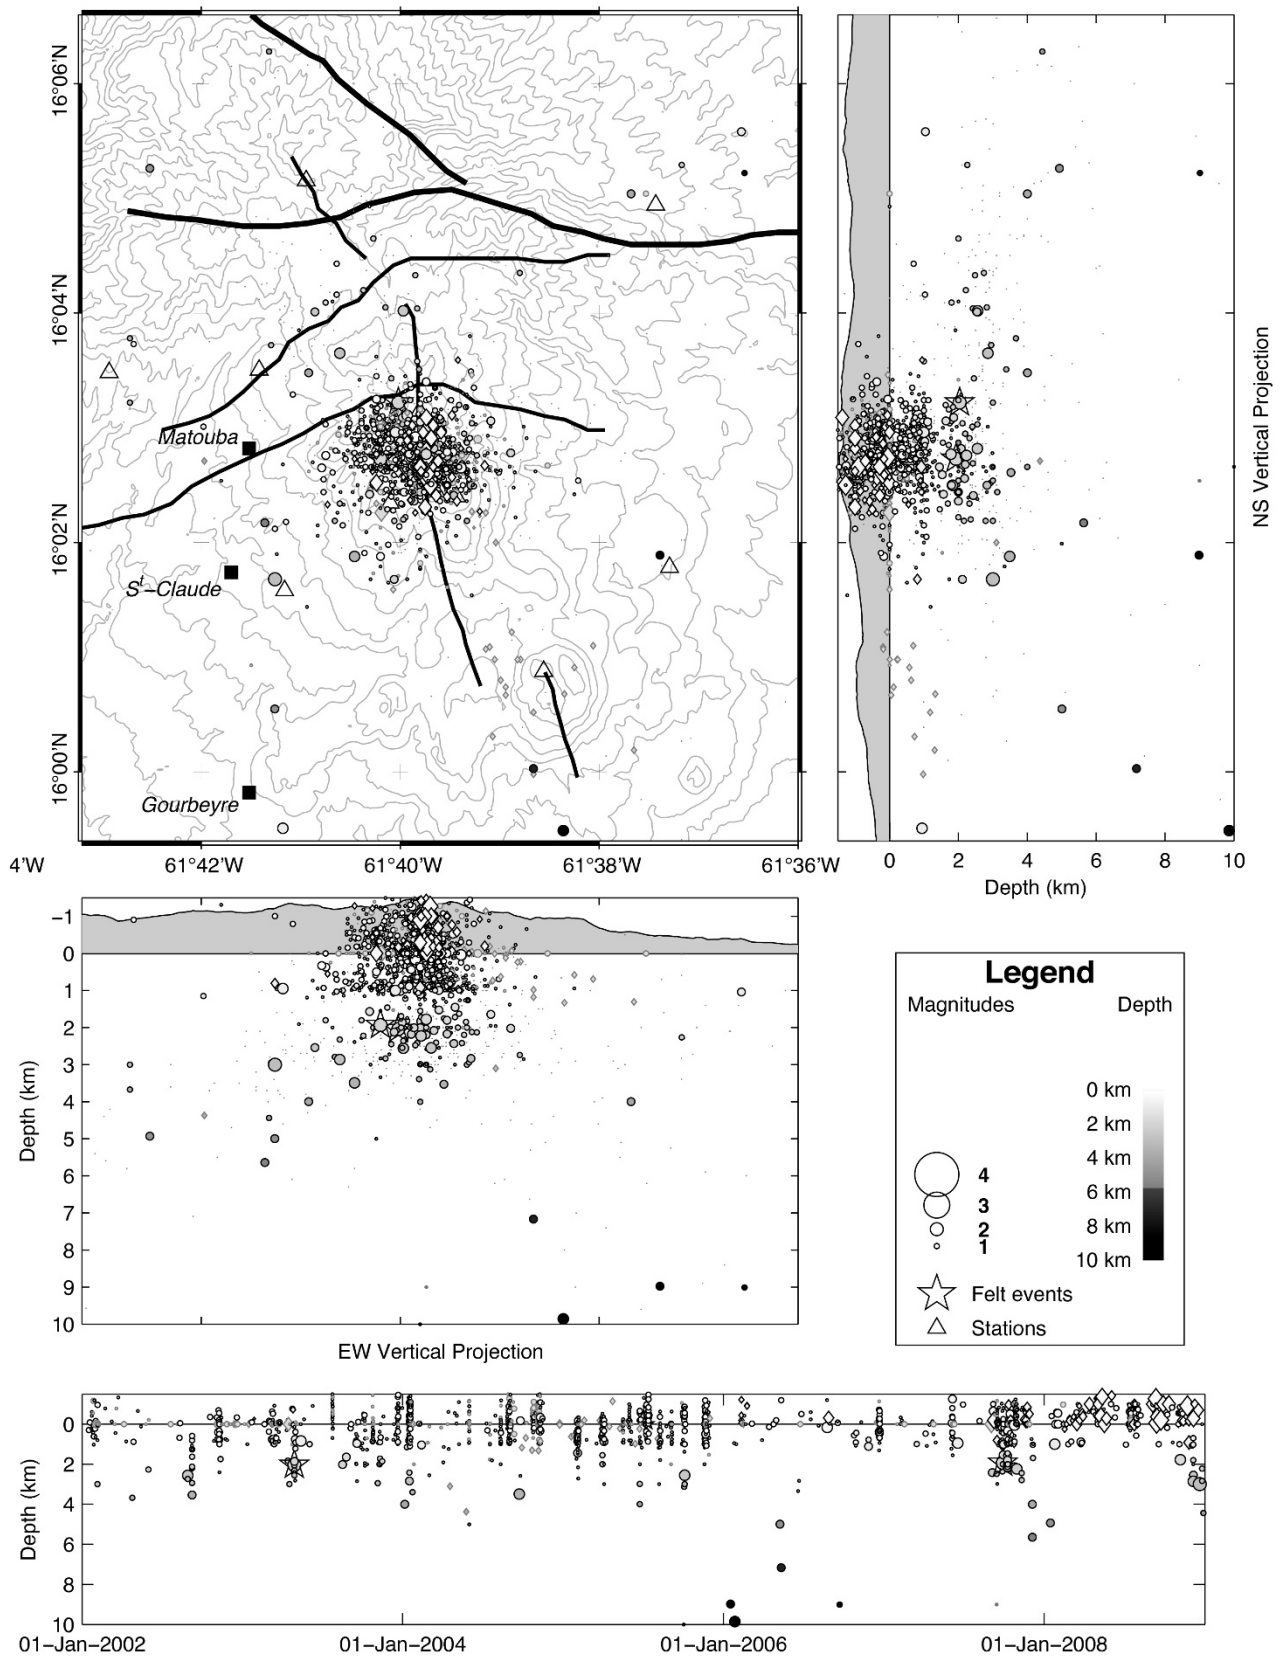 16°06'N
16°04'N
16°02'N
16°00'N
Matouba
St−Claude
Gourbeyre
4'W
61°42'W
61°40'W
61°38'W
61°36'W
0
2
4
6
8
10
Depth (km)
NS Vertical Projection
−1
0
1
2
3
4
5
6
7
8
9
10
Depth (km)
EW Vertical Projection
Legend
Magnitudes
Depth
0 km
2 km
4 km
6 km
8 km
10 km
4
3
2
1
Felt events
Stations
0
2
4
6
8
10
Depth (km)
01−Jan−2002
01−Jan−2004
01−Jan−2006
01−Jan−2008